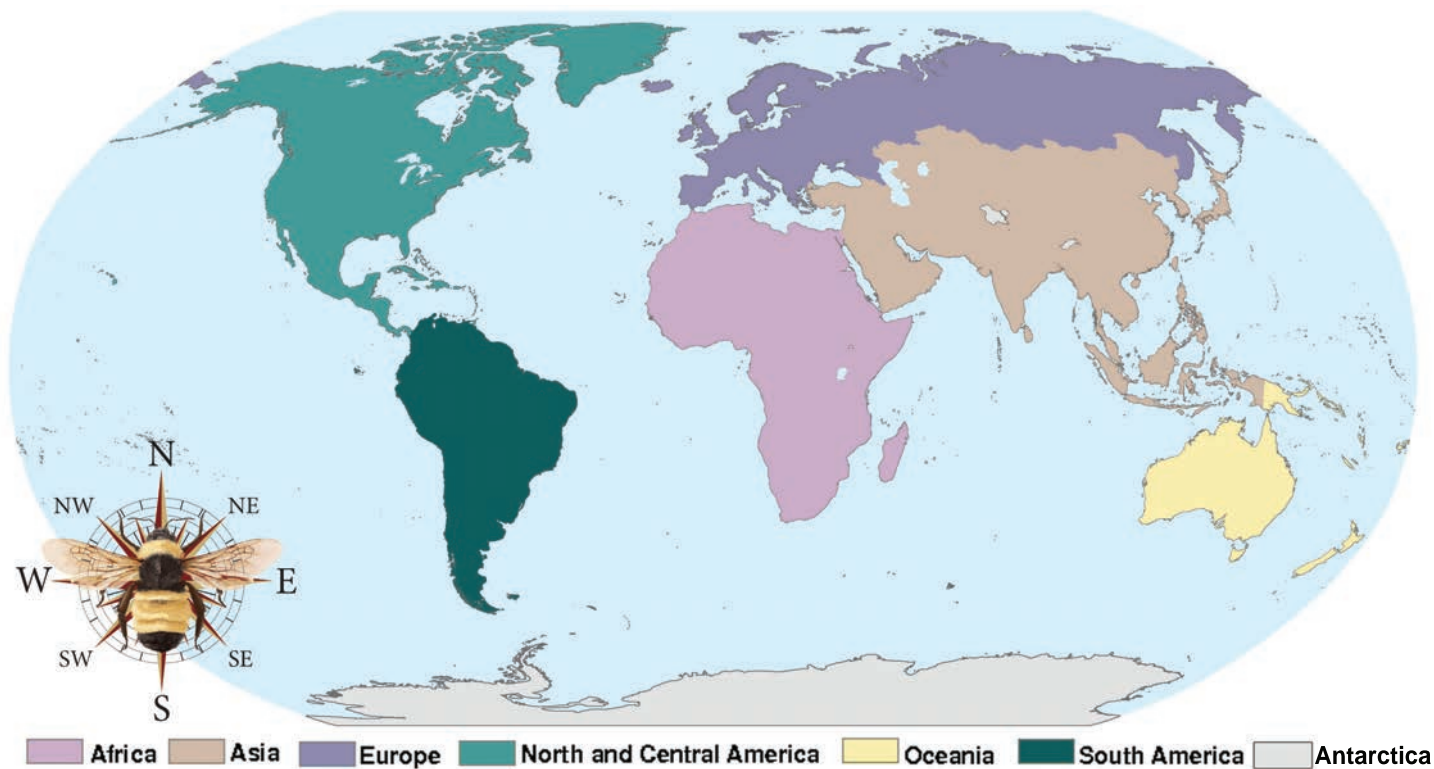 N
NW NE
W E
SW SE
S
Africa Asia Europe North and Central America Oceania South America Antarctica